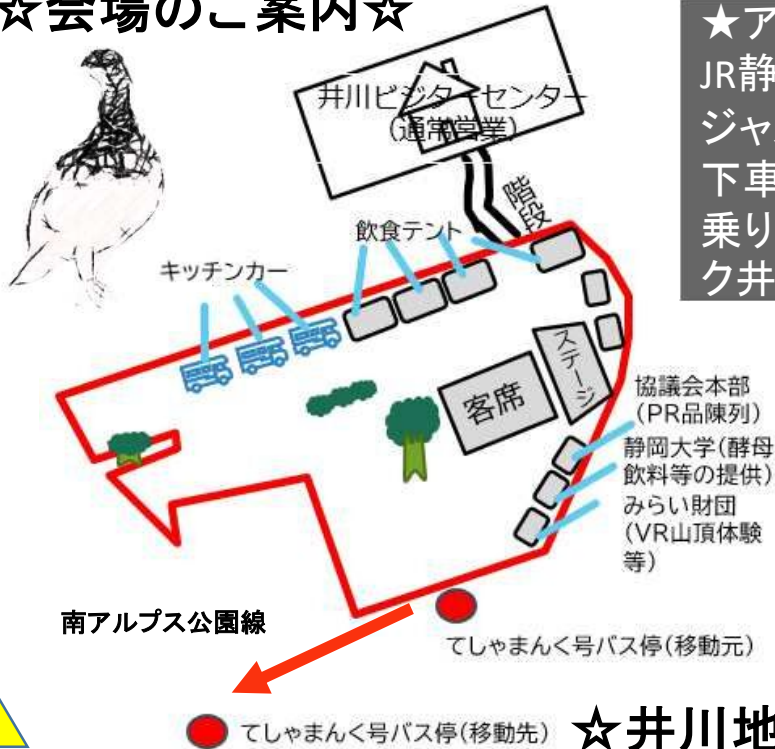 ☆会場のご案内☆
★ア
JR静
ジャ
下車
乗り
ク井
井川ビジターセンター
(通常営業)
階段
飲食テント
キッチンカー
ステージ
客席
協議会本部
(PR品陳列)
静岡大学(酵母
飲料等の提供)
みらい財団
(VR山頂体験
等)
南アルプス公園線
てしゃまんく号バス停(移動元)
てしゃまんく号バス停(移動先)
☆井川地